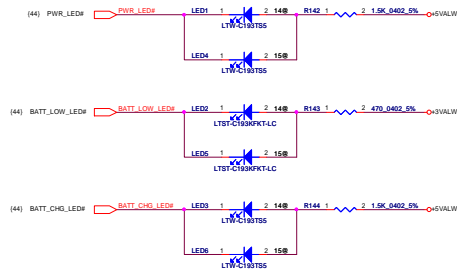 (44) PWR_LED# PWR_LED# LED1 1 2 14@ R142 1 2 1.5K_0402_5% +5VALW
LTW-C193TS5
LED4 1 2 15@
LTW-C193TS5
(44) BATT_LOW_LED# BATT_LOW_LED# LED2 1 2 14@ R143 1 2 470_0402_5% +3VALW
LTST-C193KFKT-LC
LED5 1 2 15@
LTST-C193KFKT-LC
(44) BATT_CHG_LED# BATT_CHG_LED# LED3 1 2 14@ R144 1 2 1.5K_0402_5% +5VALW
LTW-C193TS5
LED6 1 2 15@
LTW-C193TS5